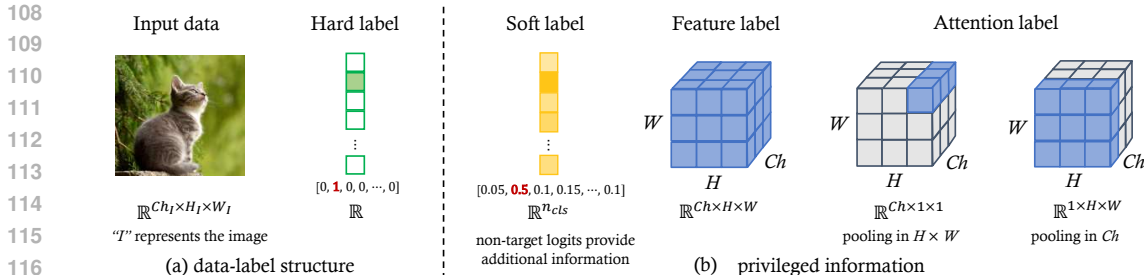 108
109
110
111
112
113
114
115
116
Input data
Hard label
Soft label
Feature label
Attention label
⋮
⋮
W
H
Ch
W
H
Ch
W
H
Ch
[0, 1, 0, 0, ⋯, 0]
[0.05, 0.5, 0.1, 0.15, ⋯, 0.1]
ℝ^{Ch_I×H_I×W_I}
ℝ
ℝ^{n_{cls}}
ℝ^{Ch×H×W}
ℝ^{Ch×1×1}
ℝ^{1×H×W}
“I” represents the image
non-target logits provide
additional information
pooling in H × W
pooling in Ch
(a) data-label structure
(b) privileged information